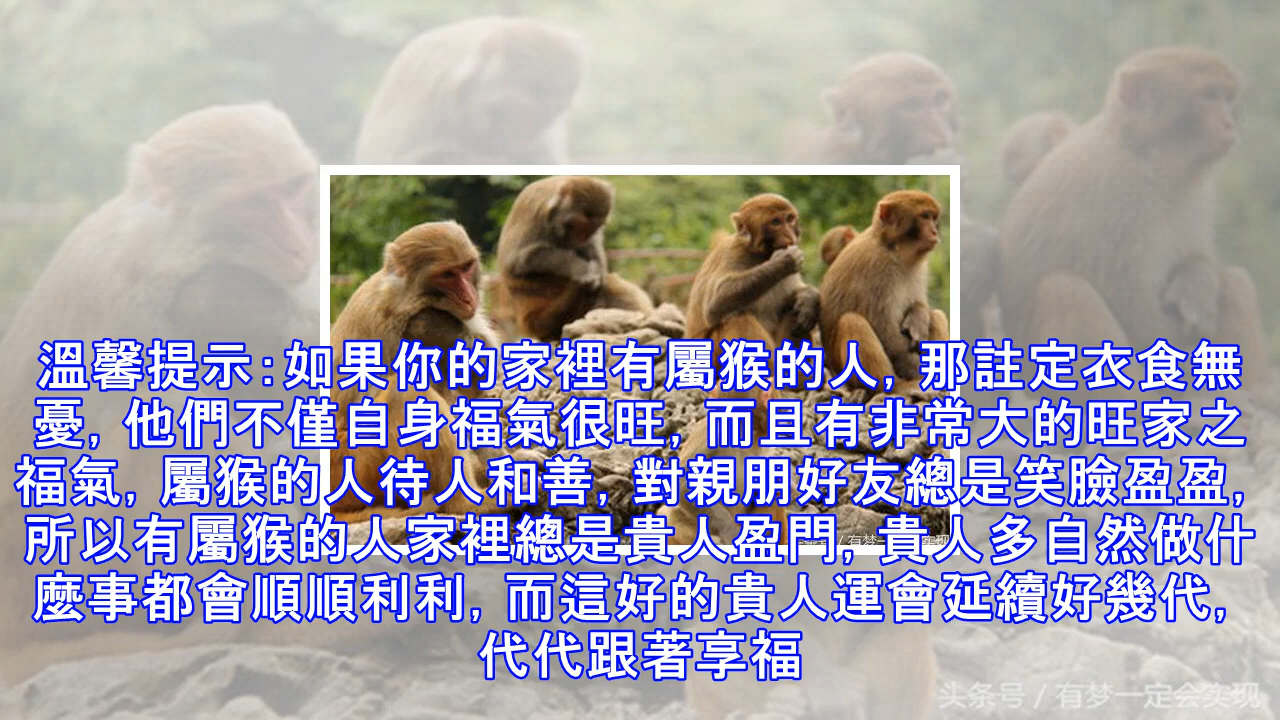 溫馨提示:如果你的家裡有屬猴的人, 那註定衣食無
憂, 他們不僅自身福氣很旺, 而且有非常大的旺家之
福氣, 屬猴的人待人和善, 對親朋好友總是笑臉盈盈,
所以有屬猴的人家裡總是貴人盈門, 貴人多自然做什
麼事都會順順利利, 而這好的貴人運會延續好幾代,
代代跟著享福
头条号 / 有梦一定会实现